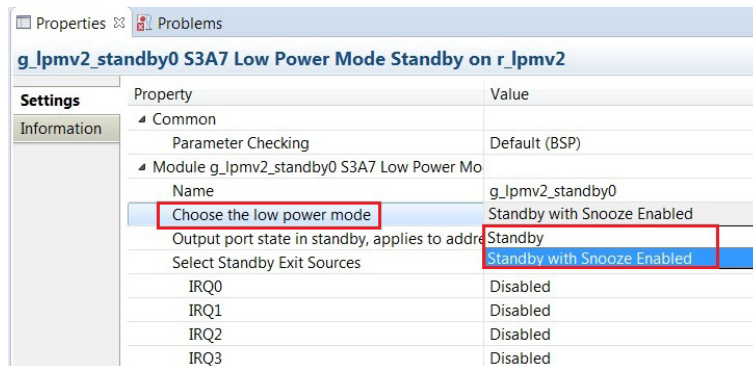 Properties Problems
g_lpmv2_standby0 S3A7 Low Power Mode Standby on r_lpmv2
Settings
Information
Property Value
Common
Parameter Checking Default (BSP)
Module g_lpmv2_standby0 S3A7 Low Power Mo
Name g_lpmv2_standby0
Choose the low power mode Standby with Snooze Enabled
Output port state in standby, applies to addre Standby
Standby with Snooze Enabled
Select Standby Exit Sources
IRQ0 Disabled
IRQ1 Disabled
IRQ2 Disabled
IRQ3 Disabled